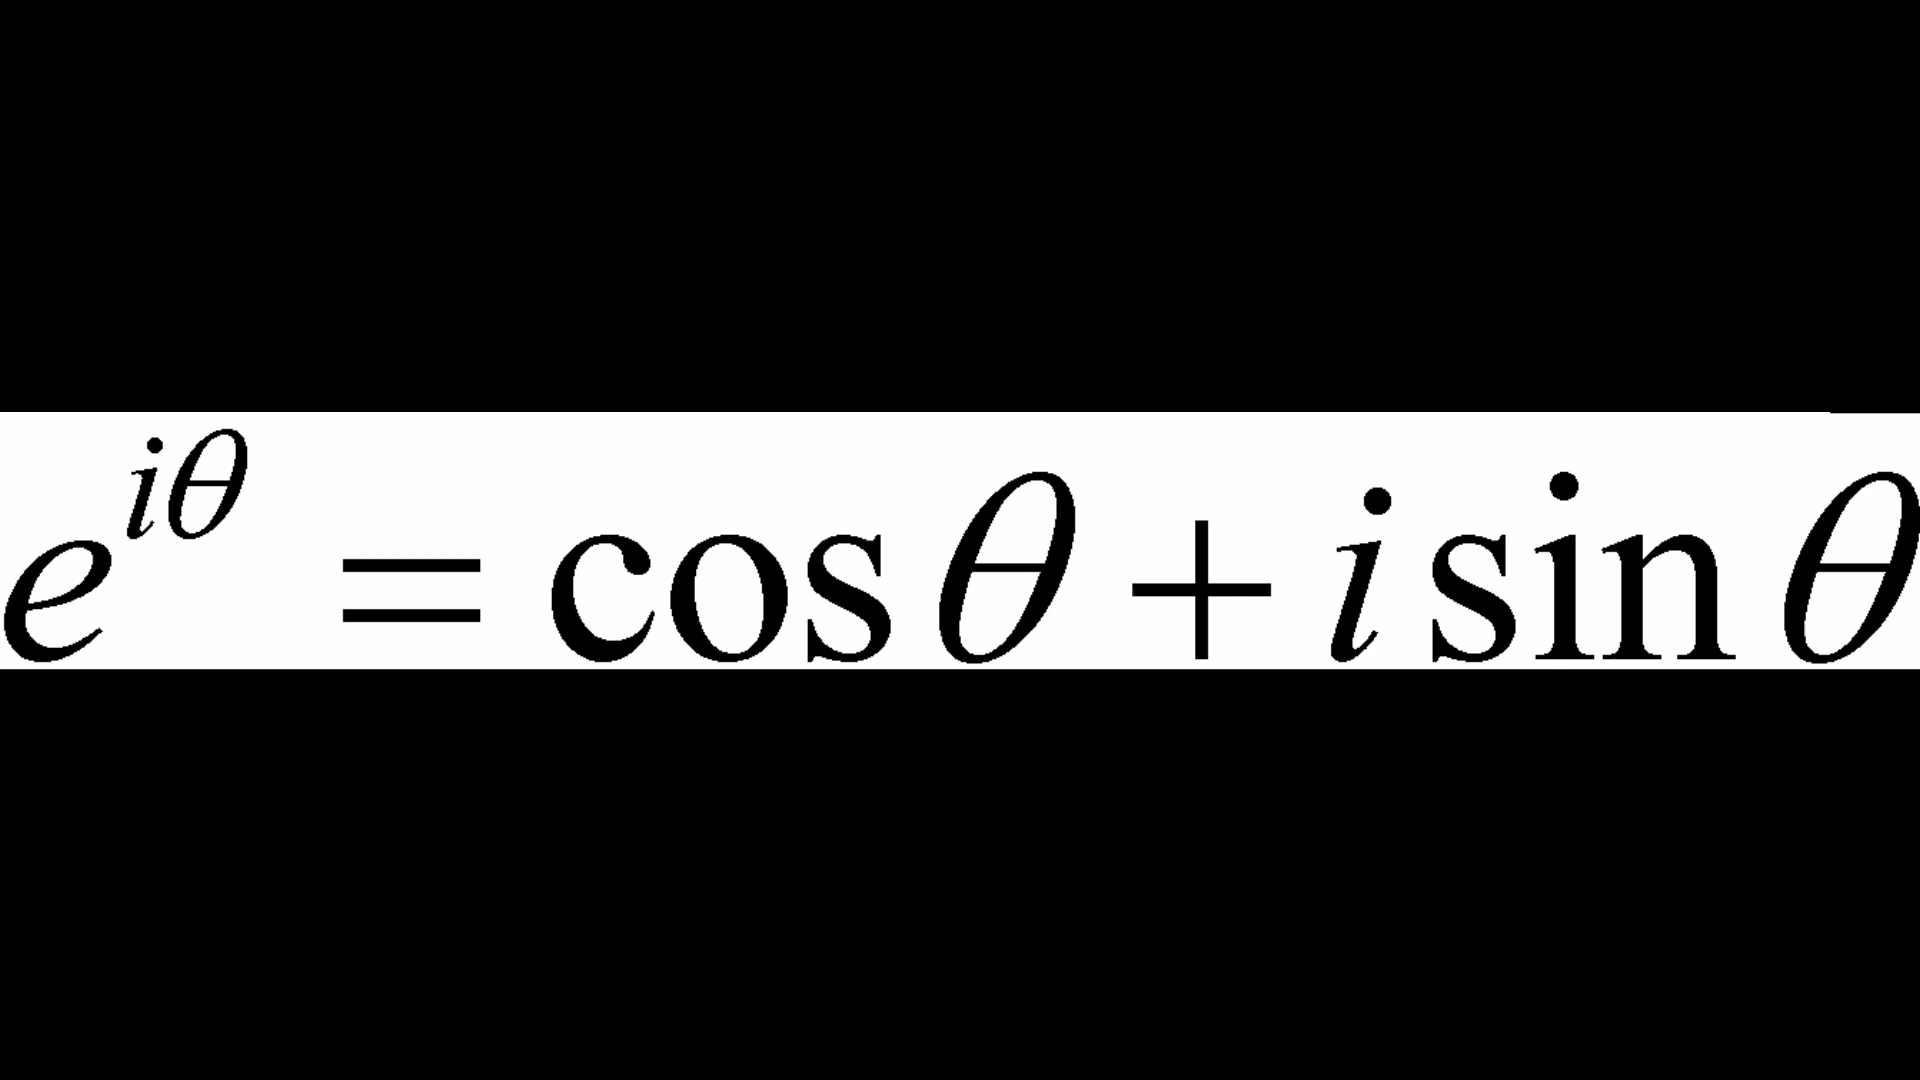 e^{iθ} = cos θ + i sin θ